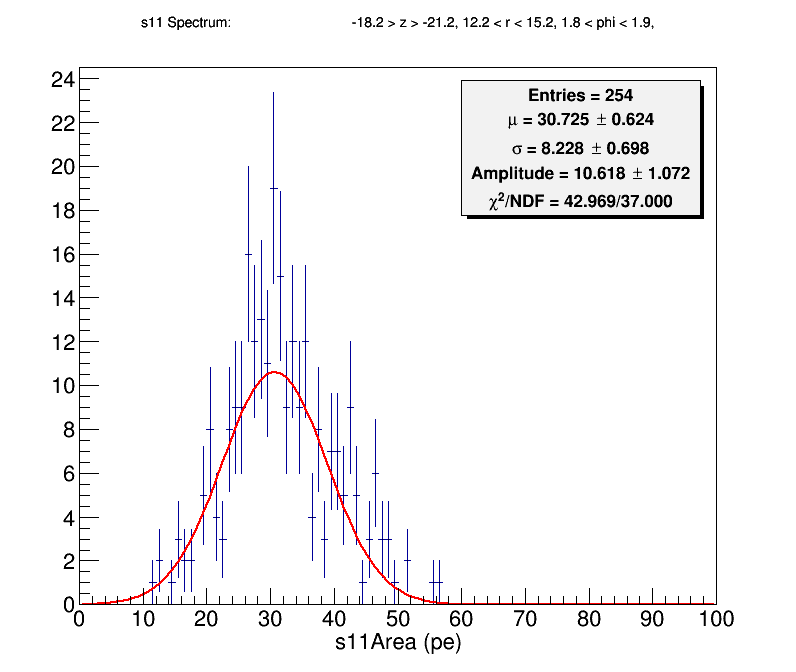 s11 Spectrum: -18.2 > z > -21.2, 12.2 < r < 15.2, 1.8 < phi < 1.9,
Entries = 254
μ = 30.725 ± 0.624
σ = 8.228 ± 0.698
Amplitude = 10.618 ± 1.072
χ²/NDF = 42.969/37.000
24
22
20
18
16
14
12
10
8
6
4
2
0
0 10 20 30 40 50 60 70 80 90 100
s11Area (pe)